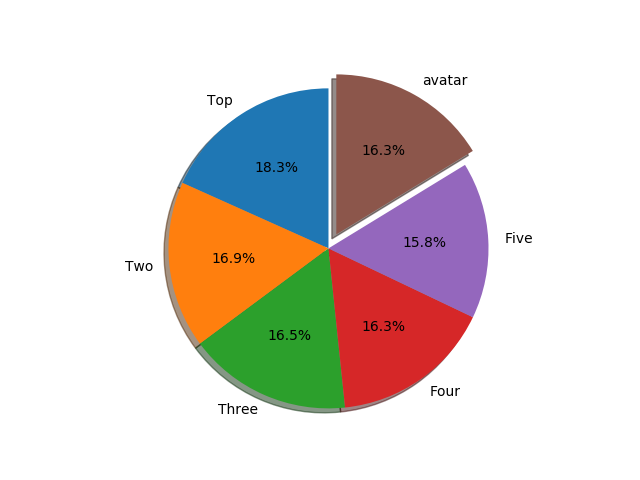 avatar
Top
16.3%
18.3%
Five
15.8%
Two
16.9%
16.3%
16.5%
Four
Three